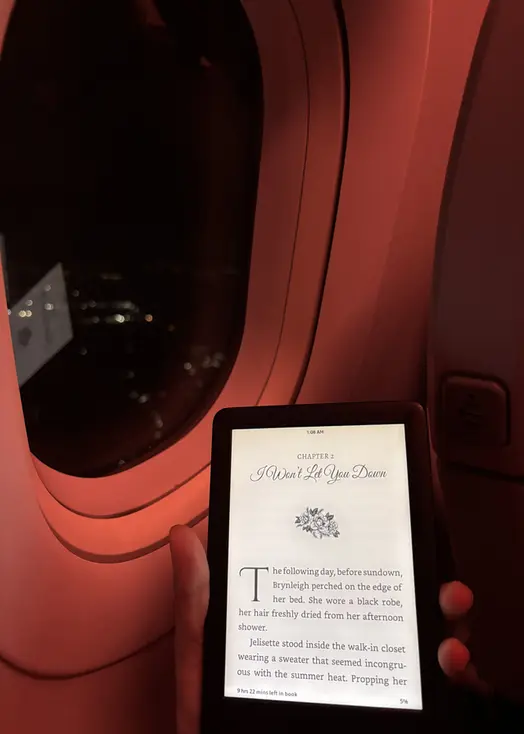 1:08 AM
CHAPTER 2
I Won't Let You Down
The following day, before sundown,
Brynleigh perched on the edge of
her bed. She wore a black robe,
her hair freshly dried from her afternoon
shower.
Jelisette stood inside the walk-in closet
wearing a sweater that seemed incongru-
ous with the summer heat. Propping her
9 hrs 22 mins left in book
5%